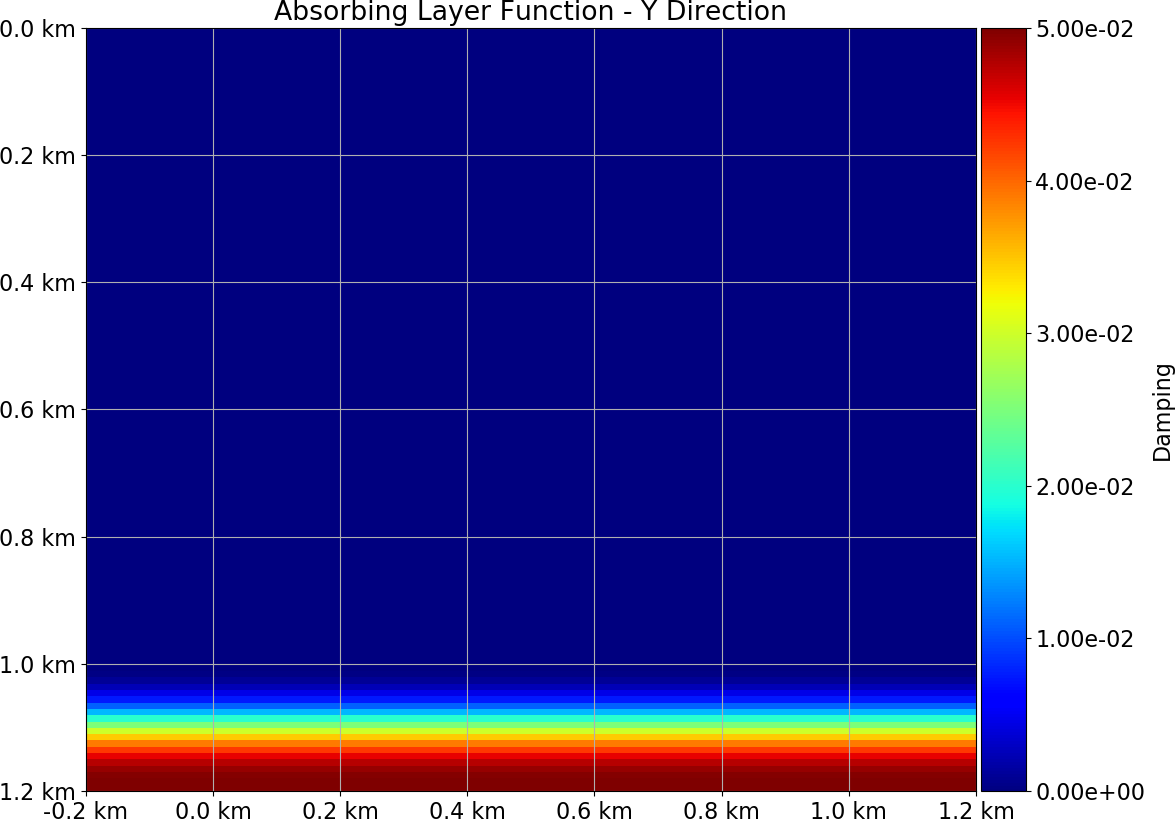 Absorbing Layer Function - Y Direction
0.0 km
0.2 km
0.4 km
0.6 km
0.8 km
1.0 km
1.2 km
-0.2 km
0.0 km
0.2 km
0.4 km
0.6 km
0.8 km
1.0 km
1.2 km
5.00e-02
4.00e-02
3.00e-02
2.00e-02
1.00e-02
0.00e+00
Damping